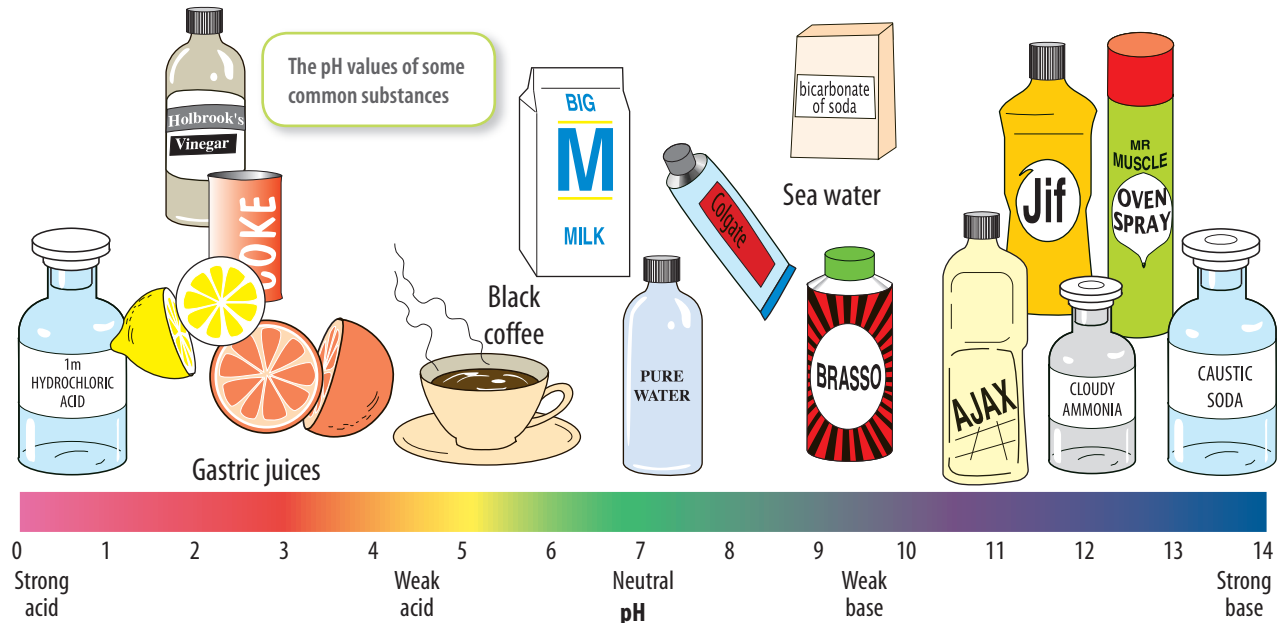 The pH values of some
common substances
Holbrook's
Vinegar
COKE
1m
HYDROCHLORIC
ACID
Gastric juices
Black
coffee
BIG
M
MILK
PURE
WATER
Colgate
bicarbonate
of soda
Sea water
BRASSO
AJAX
Jif
CLOUDY
AMMONIA
MR
MUSCLE
OVEN
SPRAY
CAUSTIC
SODA
0 1 2 3 4 5 6 7 8 9 10 11 12 13 14
Strong
acid
Weak
acid
Neutral
pH
Weak
base
Strong
base